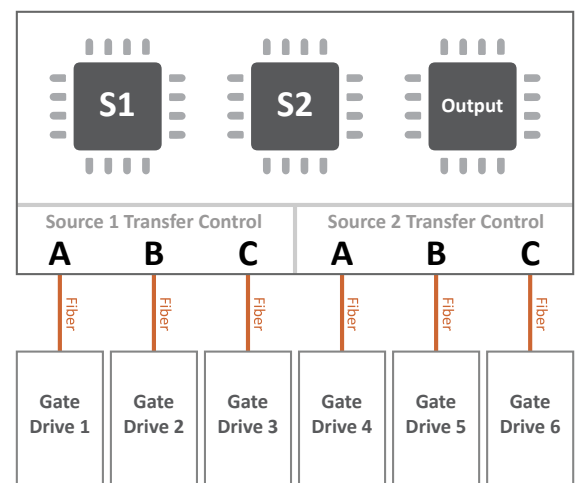 S1
S2
Output
Source 1 Transfer Control
Source 2 Transfer Control
A
B
C
A
B
C
Fiber
Fiber
Fiber
Fiber
Fiber
Fiber
Gate
Drive 1
Gate
Drive 2
Gate
Drive 3
Gate
Drive 4
Gate
Drive 5
Gate
Drive 6